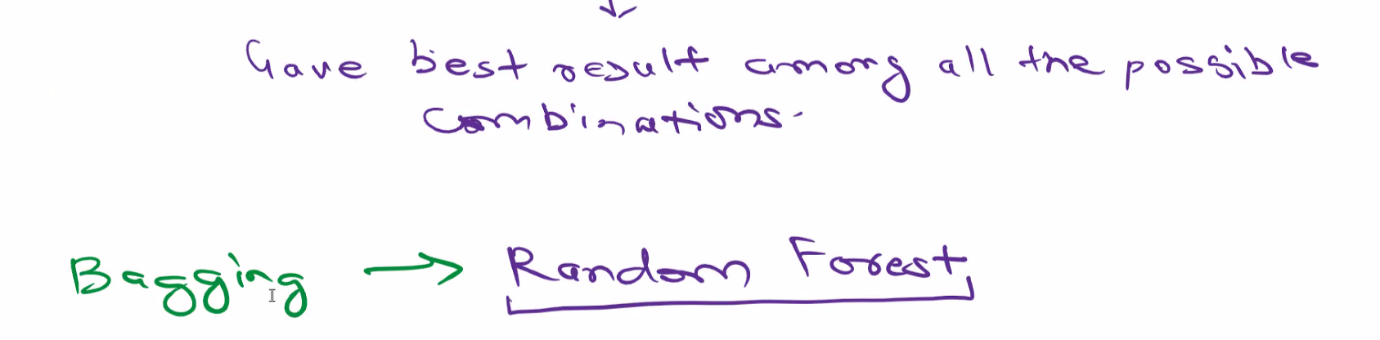 Gave best result among all the possible
combinations.
Bagging → Random Forest